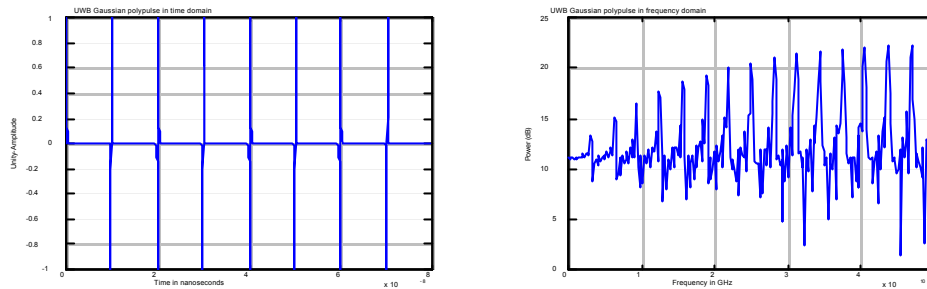 UWB Gaussian polypulse in time domain
1
0.8
0.6
0.4
0.2
0
-0.2
-0.4
-0.6
-0.8
-1
Unity-Amplitude
0 2 4 6 8
Time in nanoseconds
x 10 -8
UWB Gaussian polypulse in frequency domain
25
20
15
10
5
0
Power (dB)
0 1 2 3 4
Frequency in GHz
x 10 10